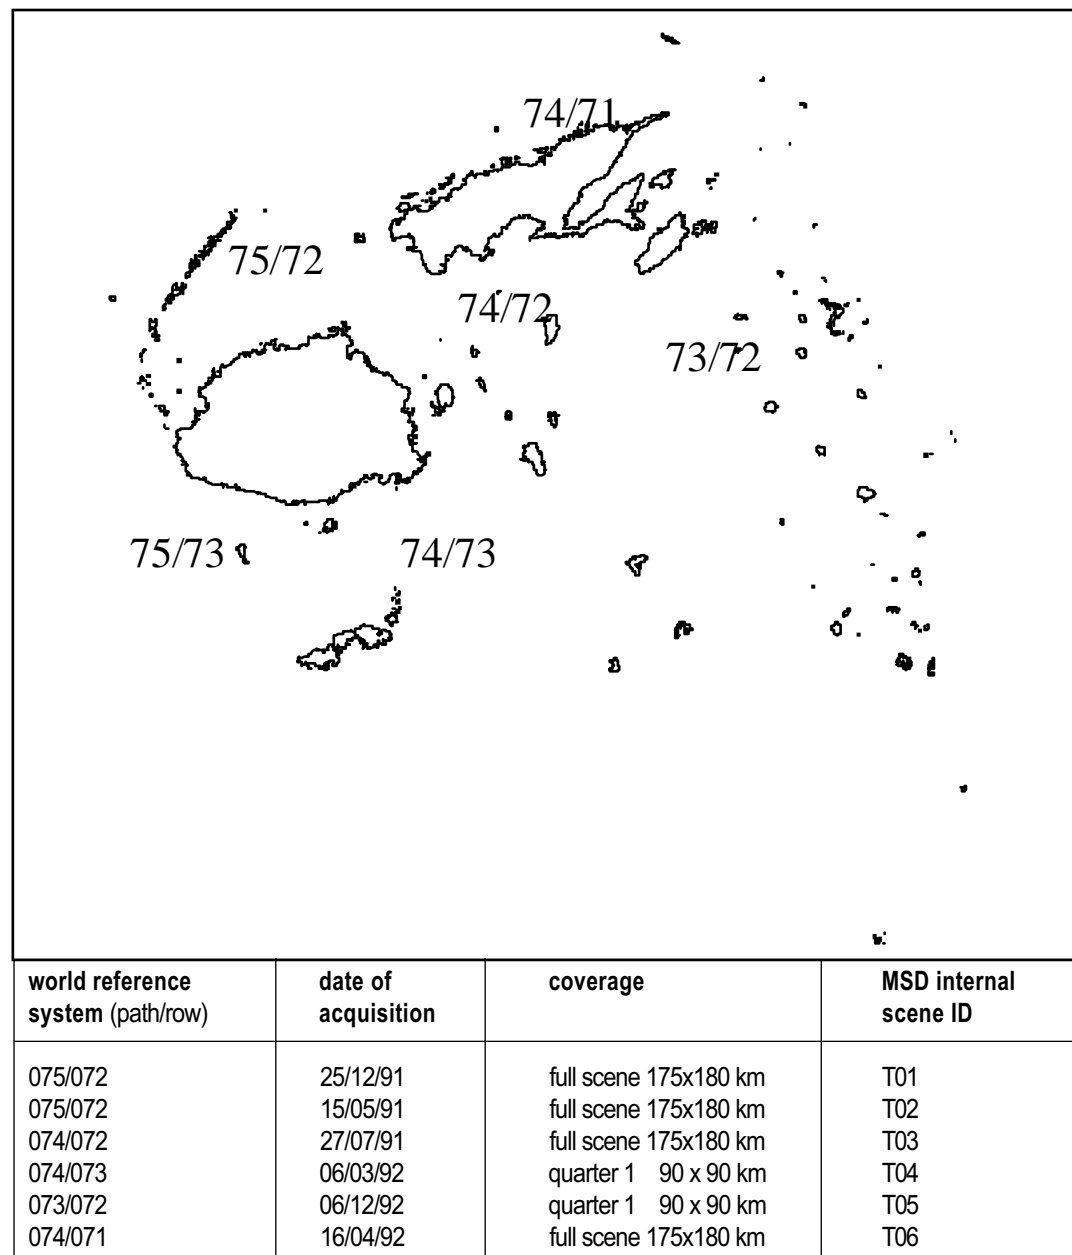 74/71
75/72
74/72
73/72
75/73 74/73
world reference date of coverage MSD internal
system (path/row) acquisition scene ID
075/072 25/12/91 full scene 175x180 km T01
075/072 15/05/91 full scene 175x180 km T02
074/072 27/07/91 full scene 175x180 km T03
074/073 06/03/92 quarter 1 90 x 90 km T04
073/072 06/12/92 quarter 1 90 x 90 km T05
074/071 16/04/92 full scene 175x180 km T06